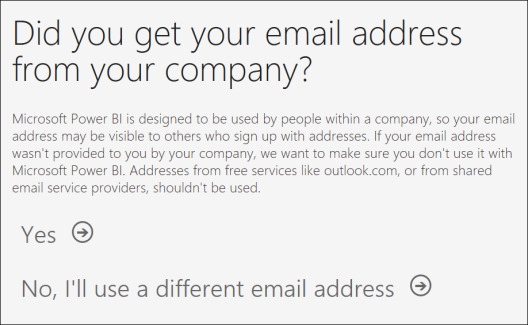 Did you get your email address
from your company?
Microsoft Power BI is designed to be used by people within a company, so your email
address may be visible to others who sign up with addresses. If your email address
wasn't provided to you by your company, we want to make sure you don't use it with
Microsoft Power BI. Addresses from free services like outlook.com, or from shared
email service providers, shouldn't be used.
Yes
No, I'll use a different email address